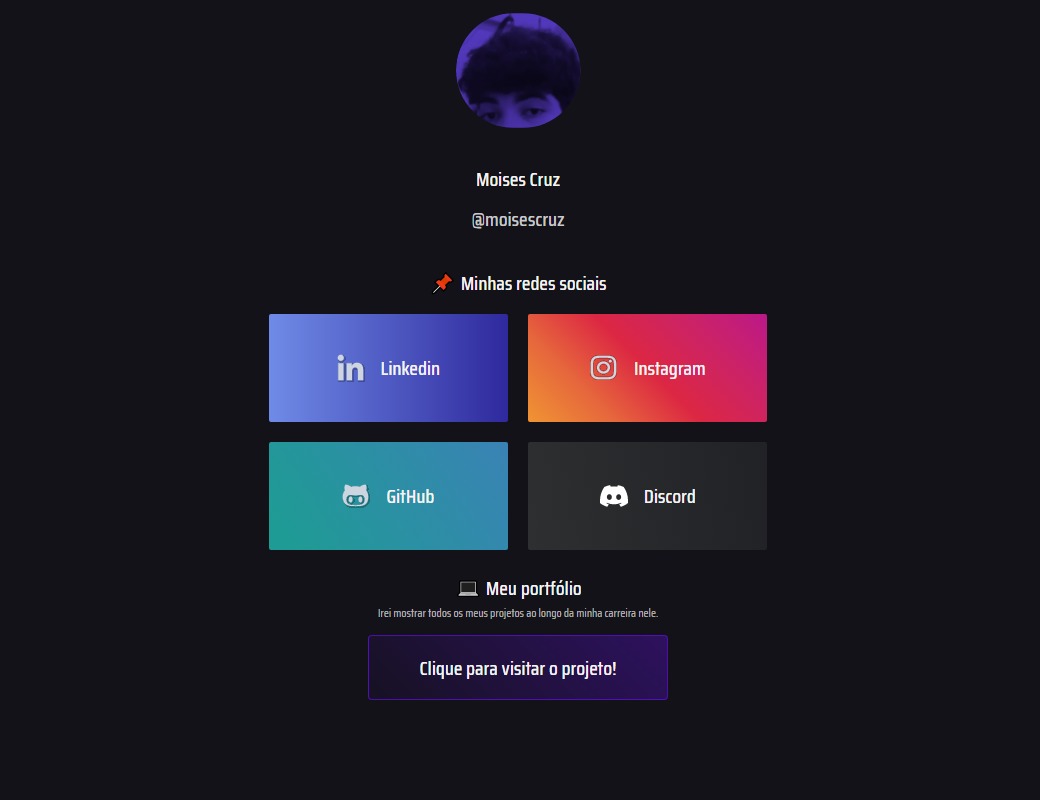 Moises Cruz
@moisescruz
📌 Minhas redes sociais
Linkedin
Instagram
GitHub
Discord
💻 Meu portfólio
Irei mostrar todos os meus projetos ao longo da minha carreira nele.
Clique para visitar o projeto!